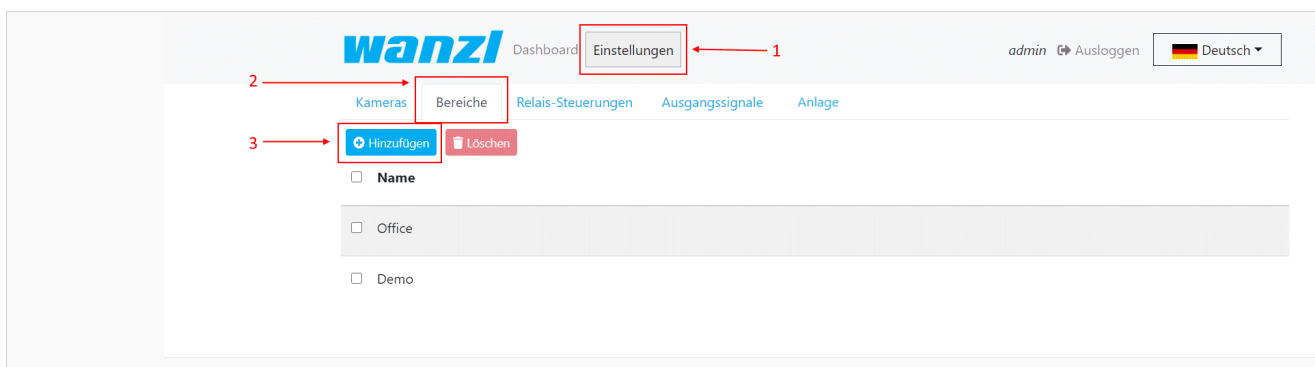 wanzl Dashboard Einstellungen 1 admin Ausloggen Deutsch
2
Kameras Bereiche Relais-Steuerungen Ausgangssignale Anlage
3 Hinzufügen Löschen
Name
Office
Demo